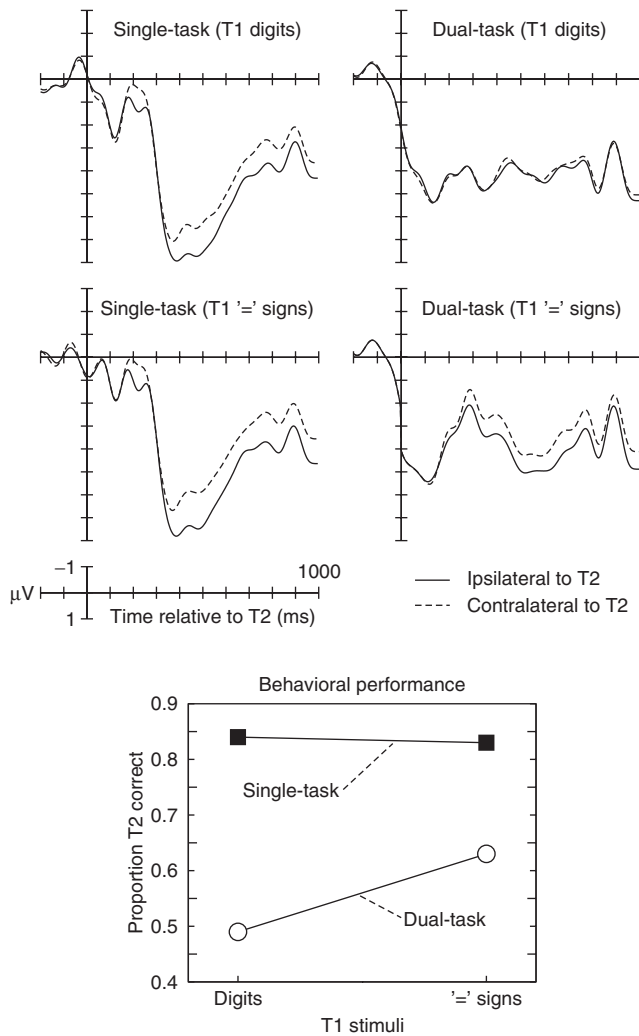 Single-task (T1 digits)
Dual-task (T1 digits)
Single-task (T1 '=' signs)
Dual-task (T1 '=' signs)
−1
1000
μV
1
Time relative to T2 (ms)
Ipsilateral to T2
Contralateral to T2
Behavioral performance
0.9
0.8
0.7
0.6
0.5
0.4
Proportion T2 correct
Single-task
Dual-task
Digits
'=' signs
T1 stimuli